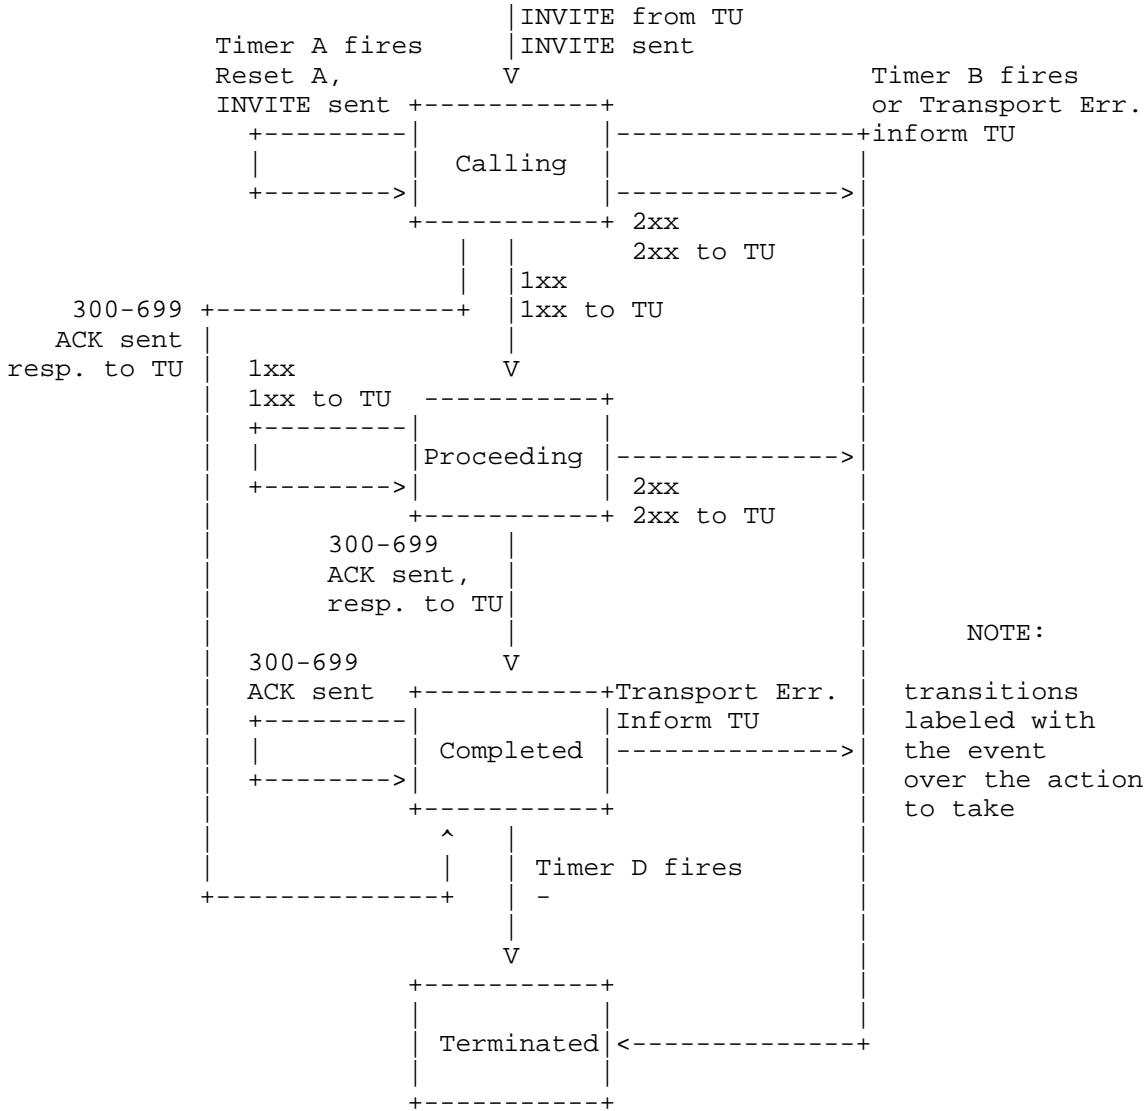 |INVITE from TU
Timer A fires     |INVITE sent
Reset A,          V                      Timer B fires
INVITE sent +-----------+                or Transport Err.
+---------|           |---------------+inform TU
|         |  Calling  |               |
+-------->|           |-------------->|
+-----------+ 2xx           |
|  |       2xx to TU     |
|  |1xx                  |
300-699 +---------------+  |1xx to TU            |
ACK sent |                  |                     |
resp. to TU |  1xx             V                     |
|  1xx to TU  -----------+               |
|  +---------|           |               |
|  |         |Proceeding |-------------->|
|  +-------->|           | 2xx           |
|            +-----------+ 2xx to TU     |
|       300-699    |                     |
|       ACK sent,  |                     |
|       resp. to TU|                     |
|                  |                     |      NOTE:
|  300-699         V                     |
|  ACK sent  +-----------+Transport Err. |  transitions
|  +---------|           |Inform TU      |  labeled with
|  |         | Completed |-------------->|  the event
|  +-------->|           |               |  over the action
|            +-----------+               |  to take
|              ^   |                     |
|              |   | Timer D fires       |
+--------------+   | -                   |
|                     |
V                     |
+-----------+               |
|           |               |
| Terminated|<--------------+
|           |
+-----------+